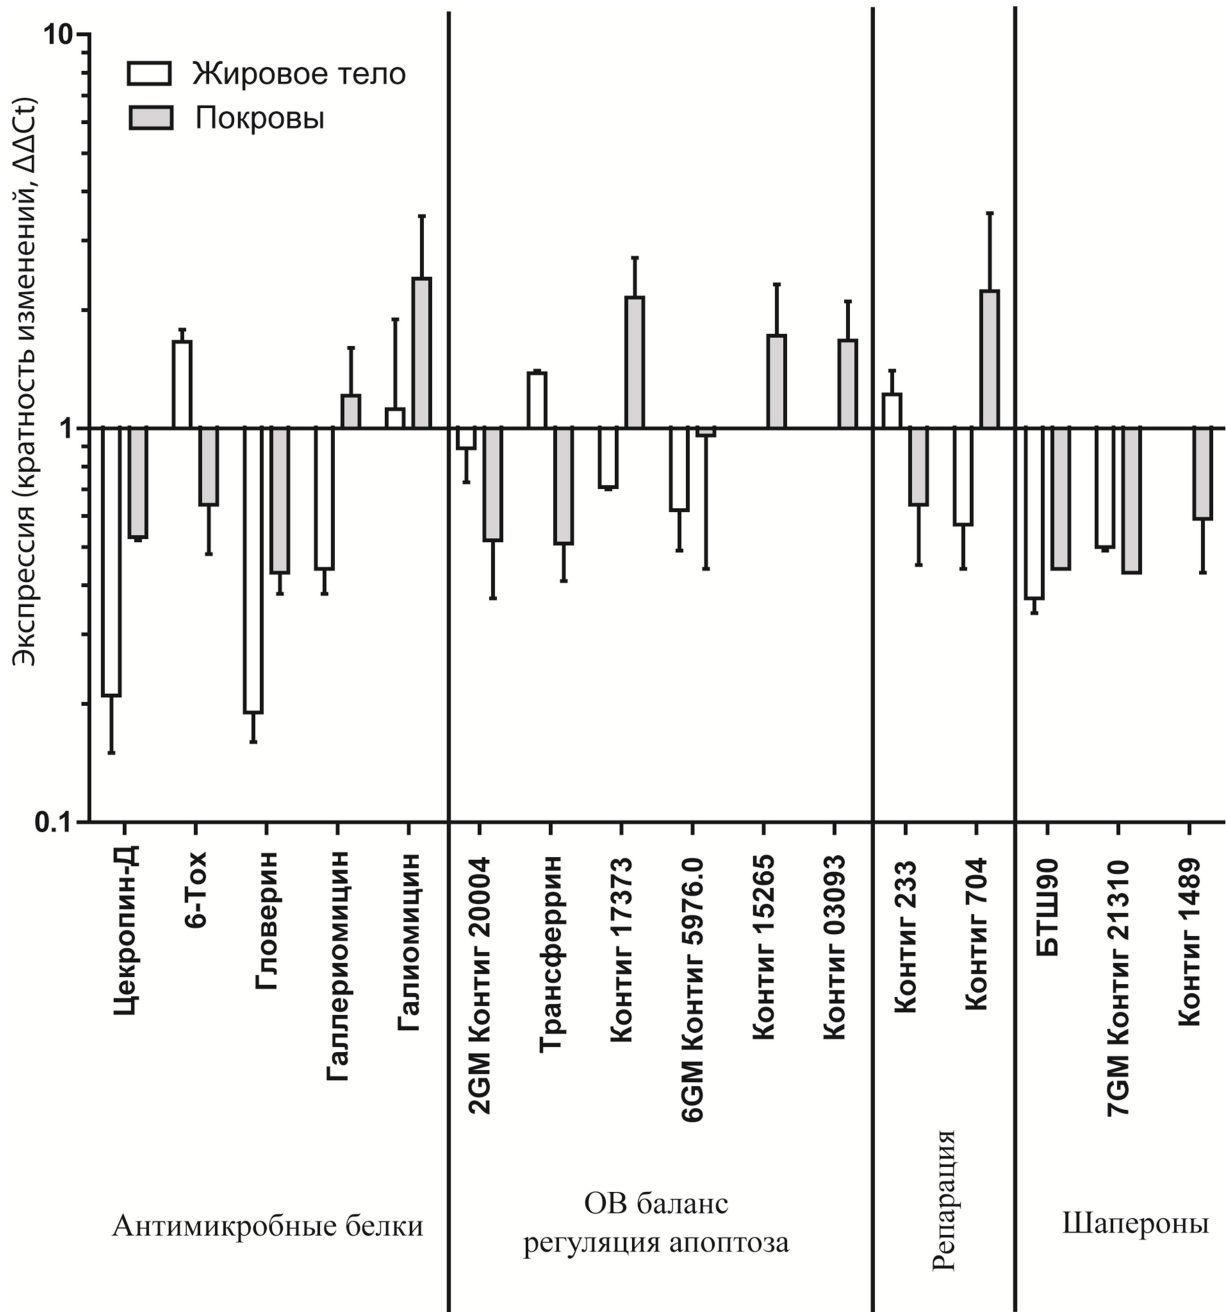 10
1
0.1
Экспрессия (кратность изменений, ΔΔCt)
Жировое тело
Покровы
Цекропин-Д
6-Тох
Гловерин
Галлериомицин
Галиомицин
2GM Контиг 20004
Трансферрин
Контиг 17373
6GM Контиг 5976.0
Контиг 15265
Контиг 03093
Контиг 233
Контиг 704
БТШ90
7GM Контиг 21310
Контиг 1489
Антимикробные белки
ОВ баланс
регуляция апоптоза
Репарация
Шапероны